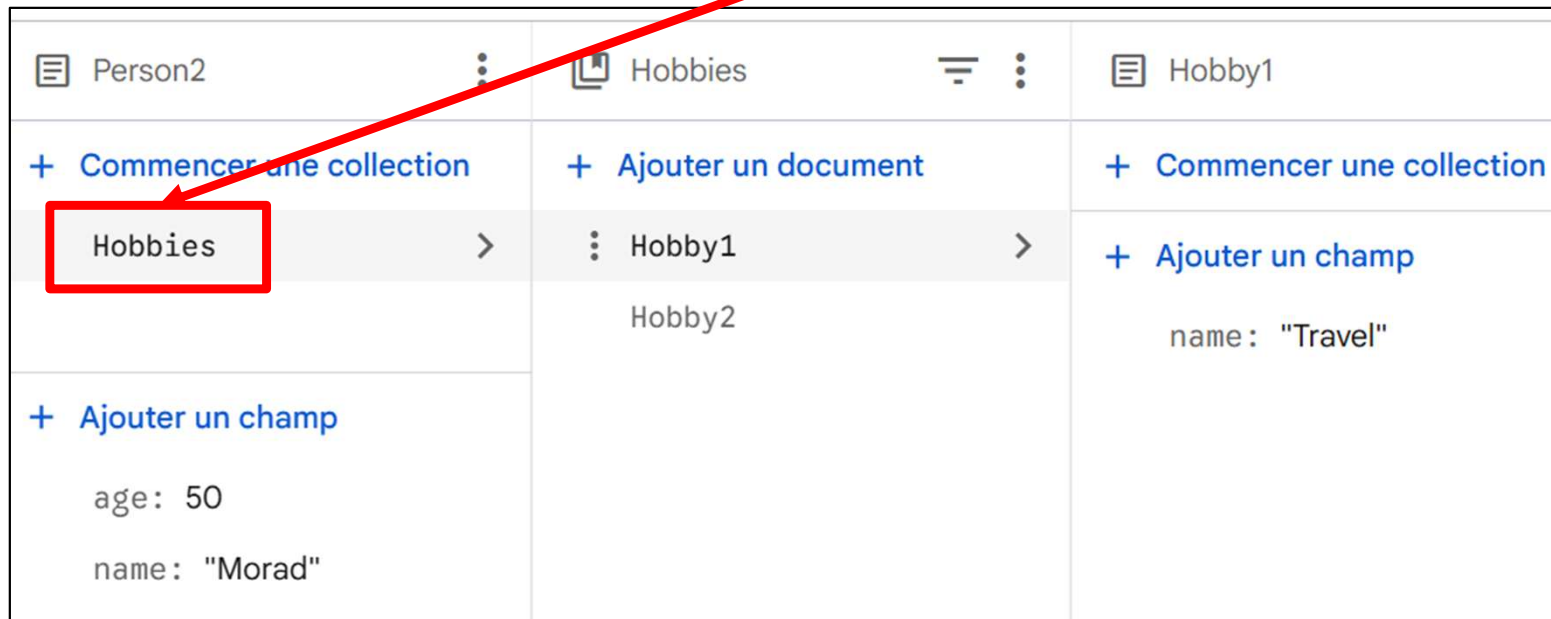 Person2
Hobbies
Hobby1
+ Commencer une collection
+ Ajouter un document
+ Commencer une collection
Hobbies
Hobby1
+ Ajouter un champ
Hobby2
name: "Travel"
+ Ajouter un champ
age: 50
name: "Morad"